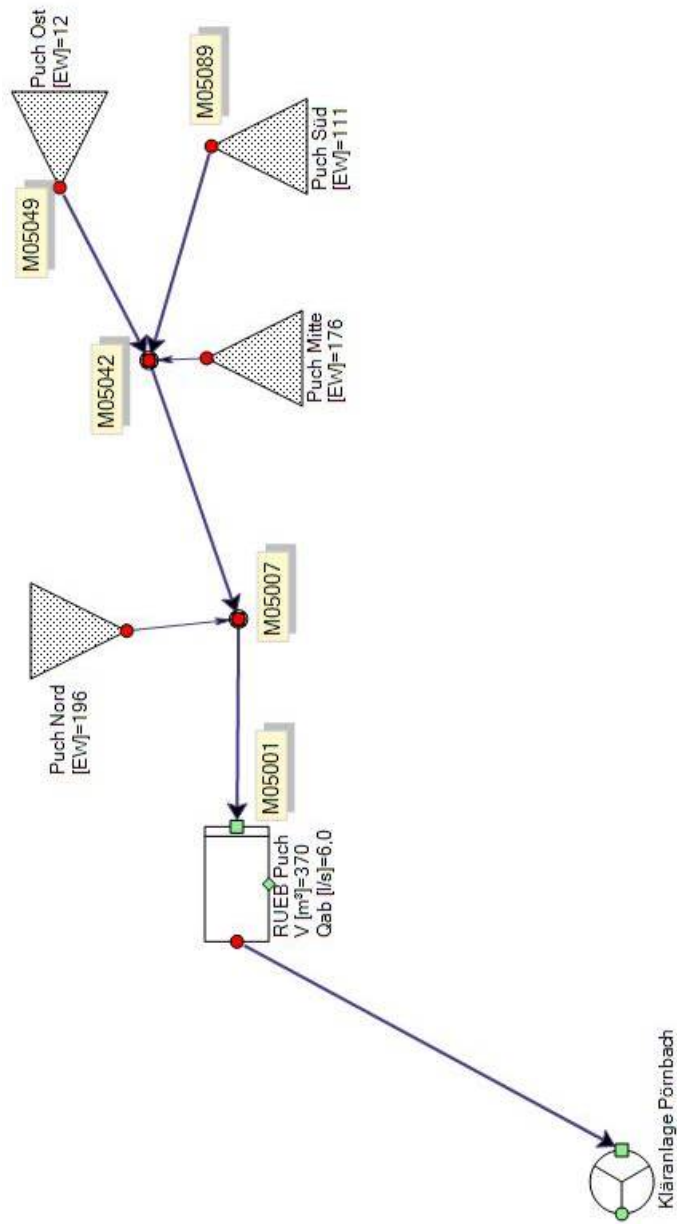 Puch Ost
[EW]=12
M05049
M05089
Puch Süd
[EW]=111
M05042
Puch Mitte
[EW]=176
Puch Nord
[EW]=196
M05007
M05001
RUEB Puch
V [m³]=370
Qab [l/s]=6,0
Kläranlage Pörnbach